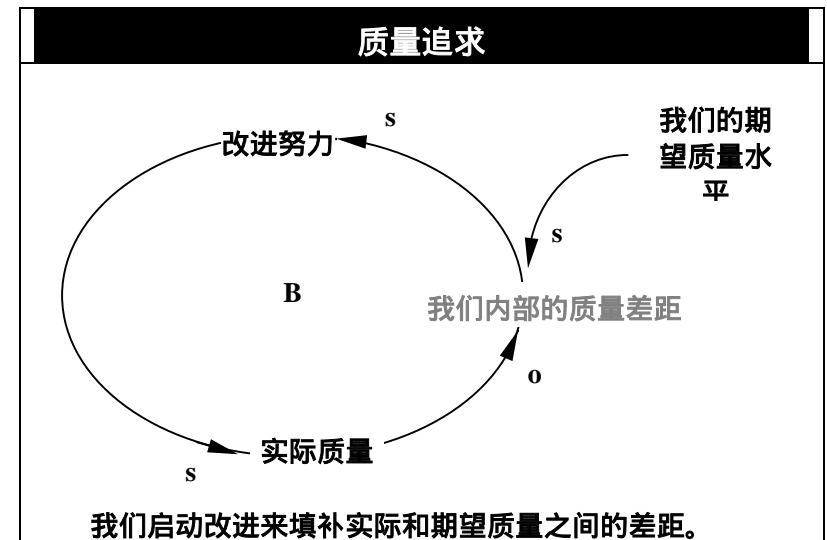 质量追求
s
改进努力
我们的期
望质量水
平
s
B
我们内部的质量差距
o
实际质量
s
我们启动改进来填补实际和期望质量之间的差距。